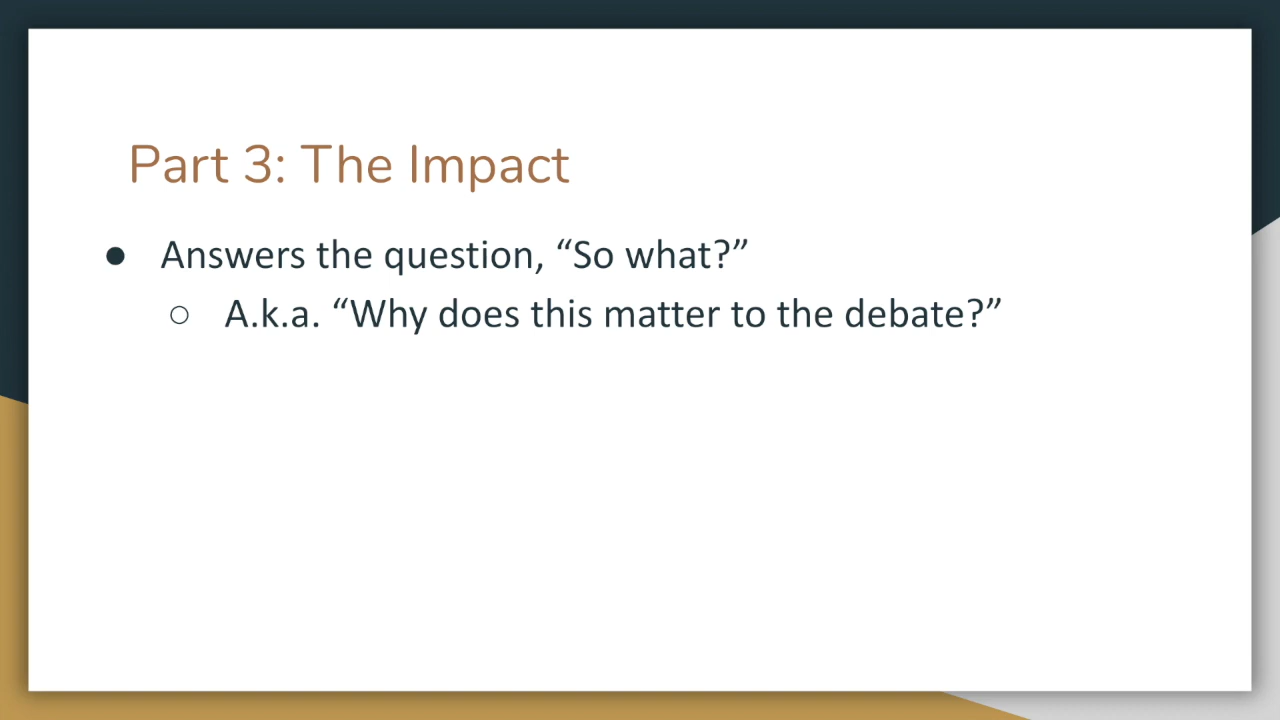 Part 3: The Impact
● Answers the question, “So what?”
○ A.k.a. “Why does this matter to the debate?”